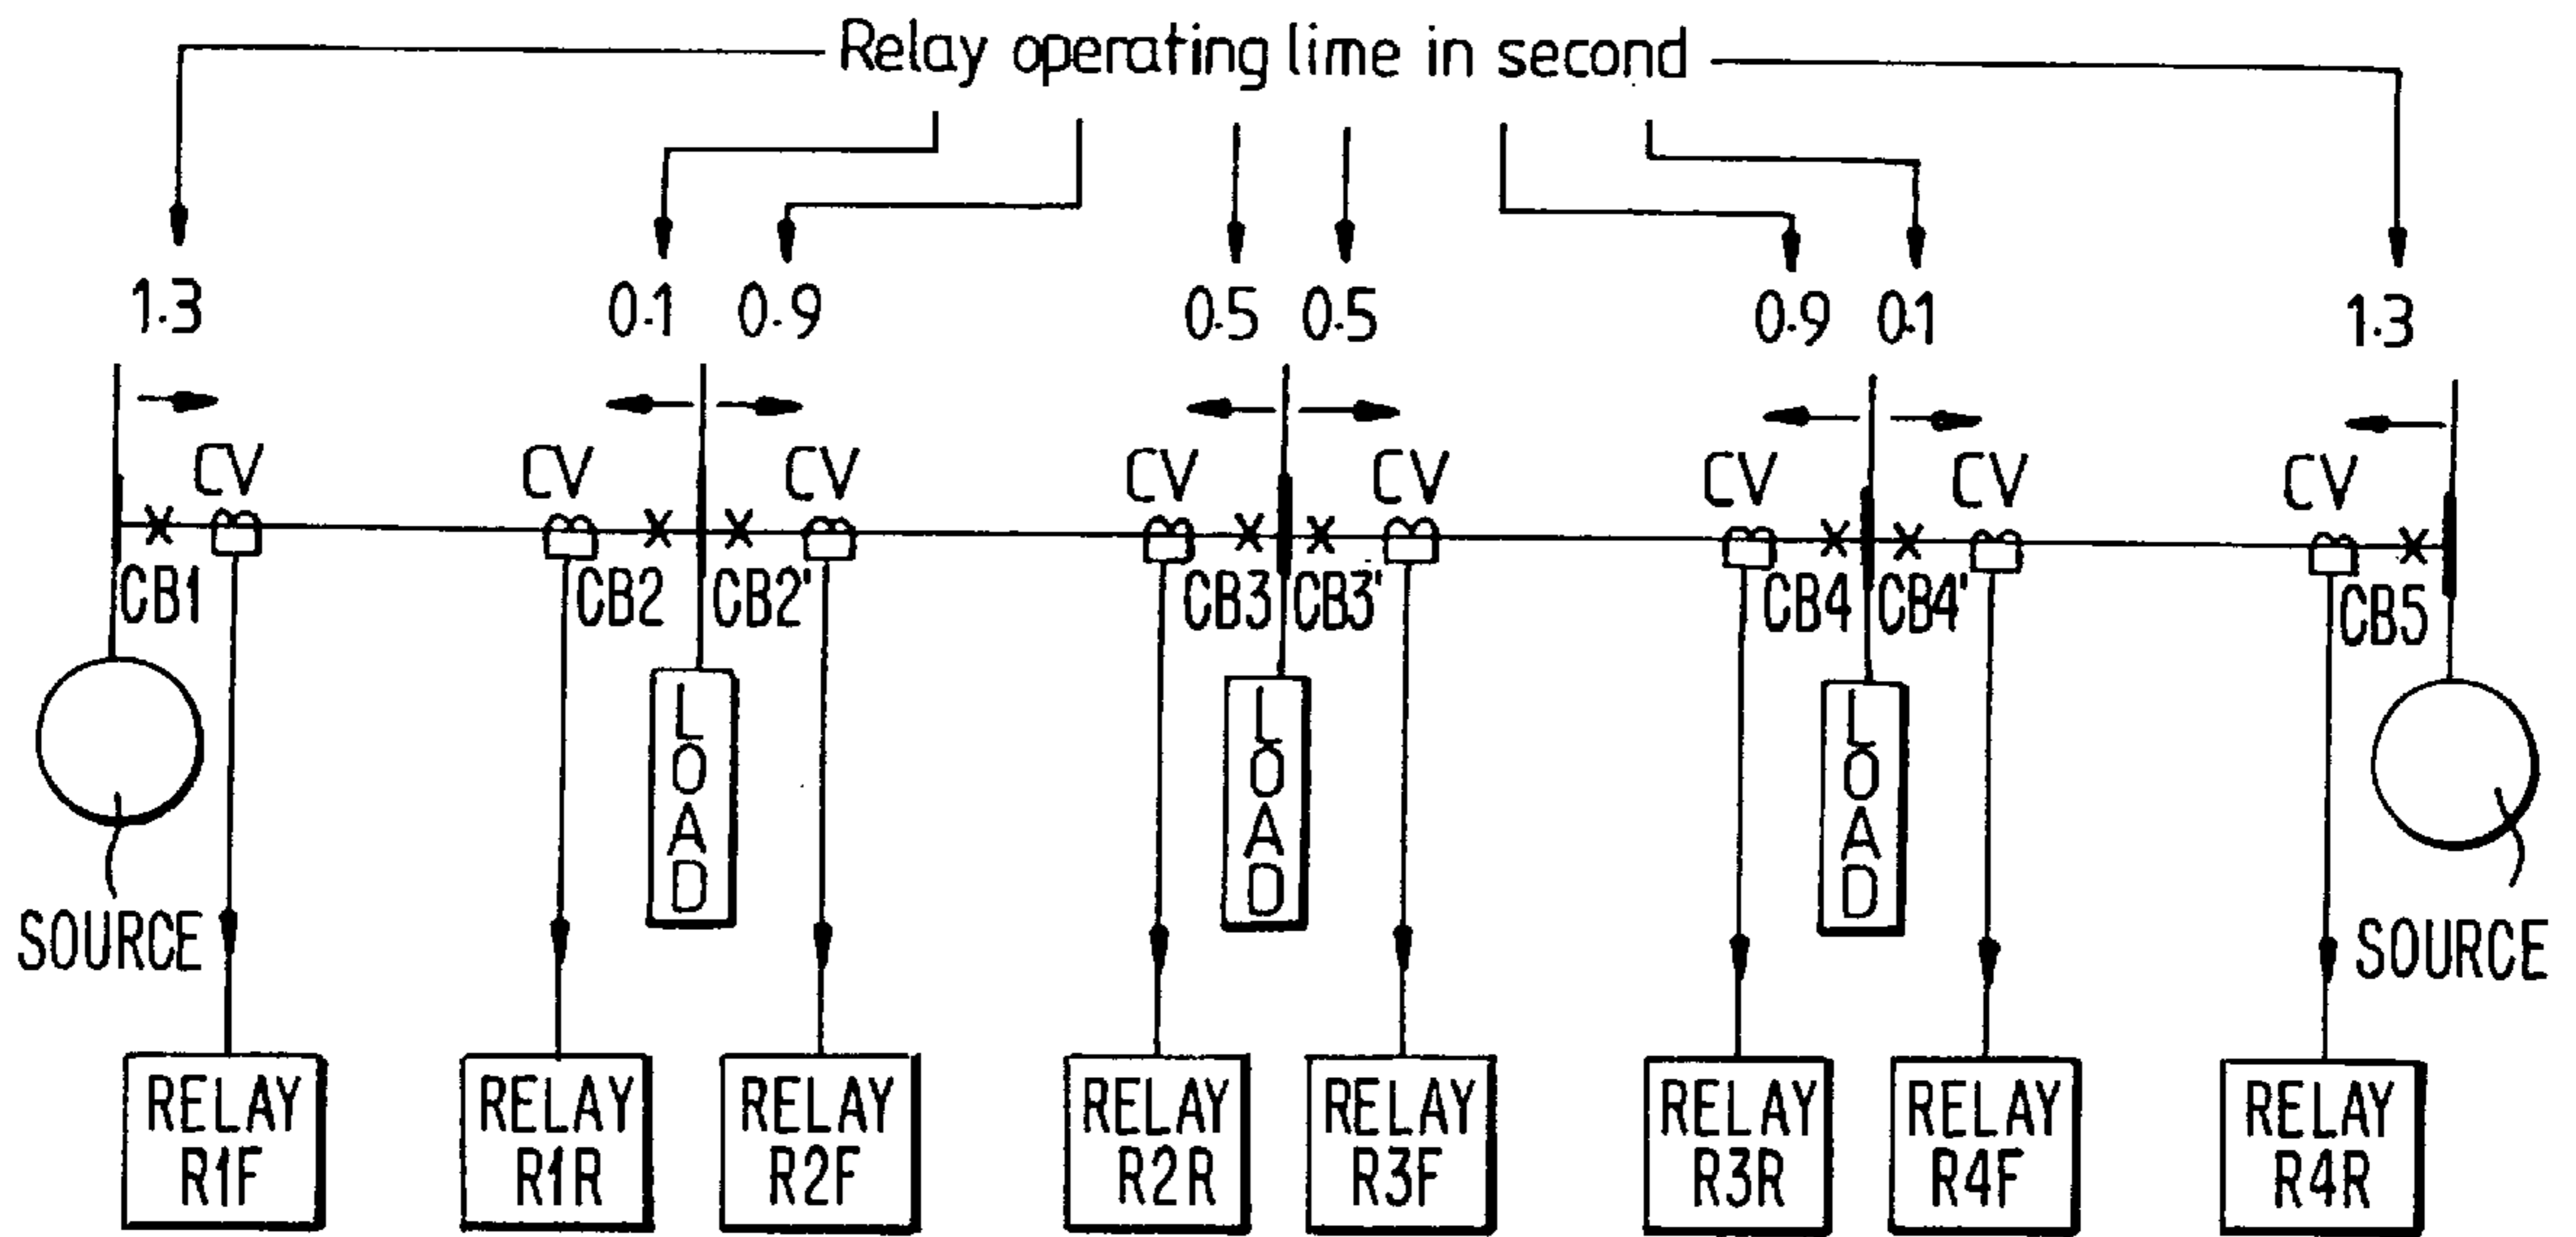 Relay operating lime in second
1.3 0.1 0.9 0.5 0.5 0.9 0.1 1.3
CV CV CV CV CV CV CV CV
CB1 CB2 CB2' CB3 CB3' CB4 CB4' CB5
LOAD LOAD LOAD
SOURCE SOURCE
RELAY RELAY RELAY RELAY RELAY RELAY RELAY RELAY
R1F R1R R2F R2R R3F R3R R4F R4R